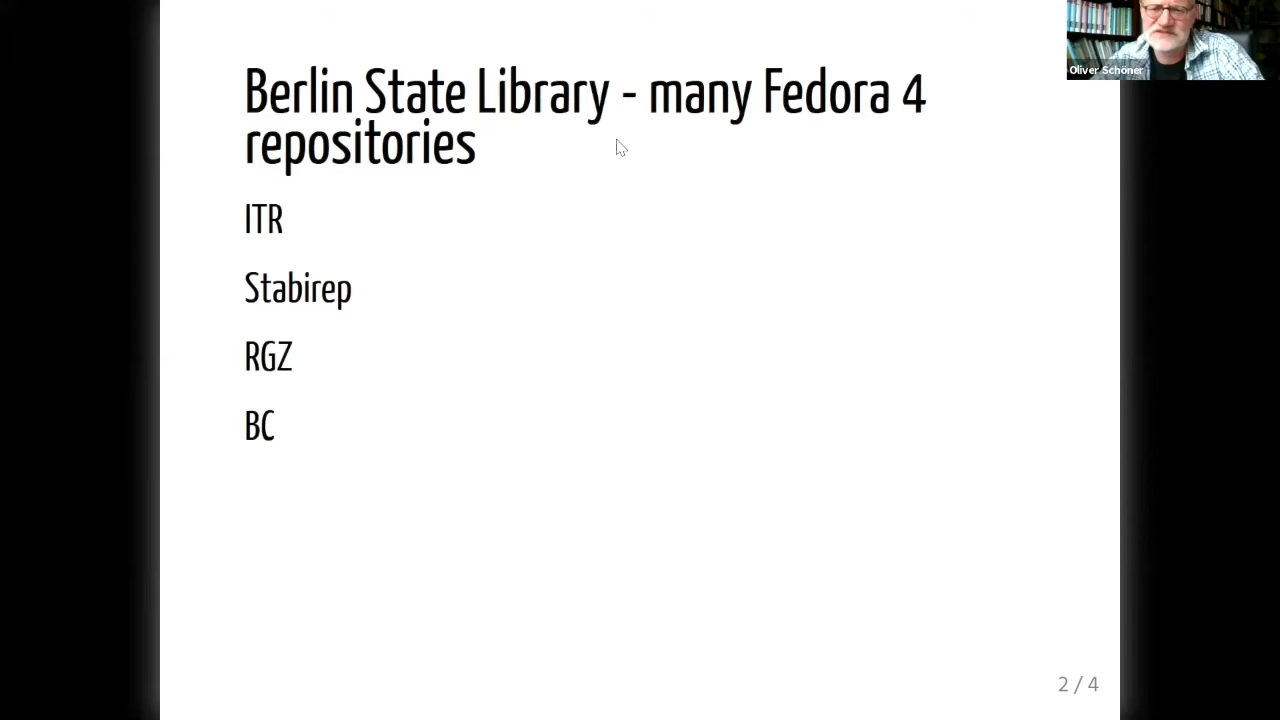 Oliver Schöner
Berlin State Library - many Fedora 4
repositories
ITR
Stabirep
RGZ
BC
2 / 4